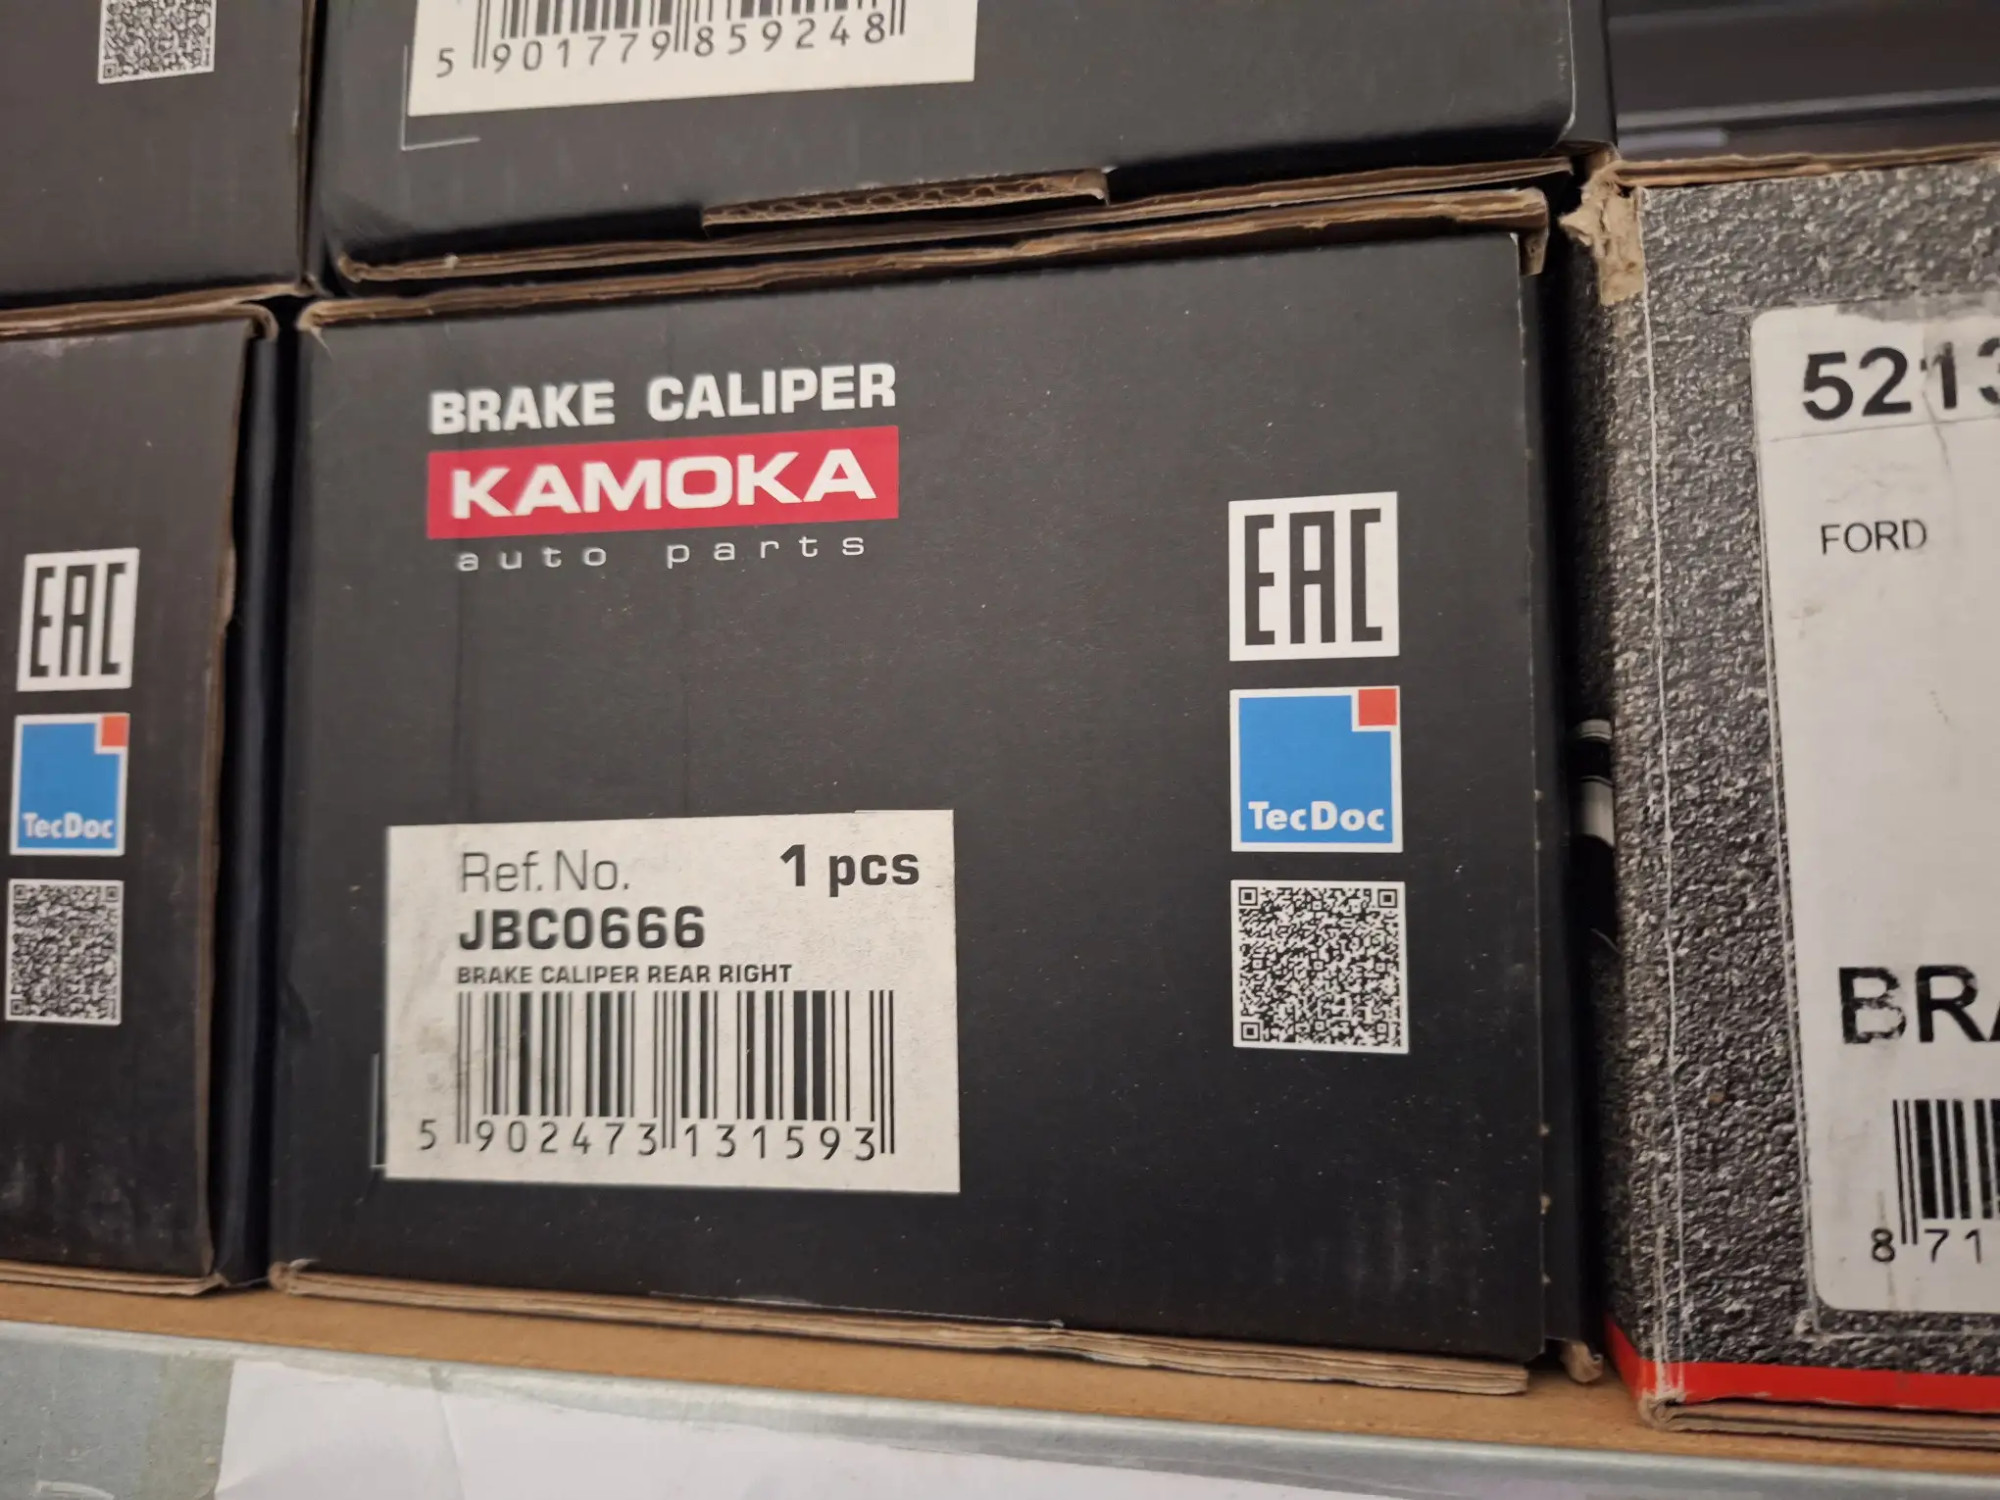 5 901779 859248
BRAKE CALIPER
KAMOKA
auto parts
EAC
TecDoc
Ref. No. 1 pcs
JBC0666
BRAKE CALIPER REAR RIGHT
5 902473 131593
EAC
TecDoc
5213
FORD
BRA
8 71